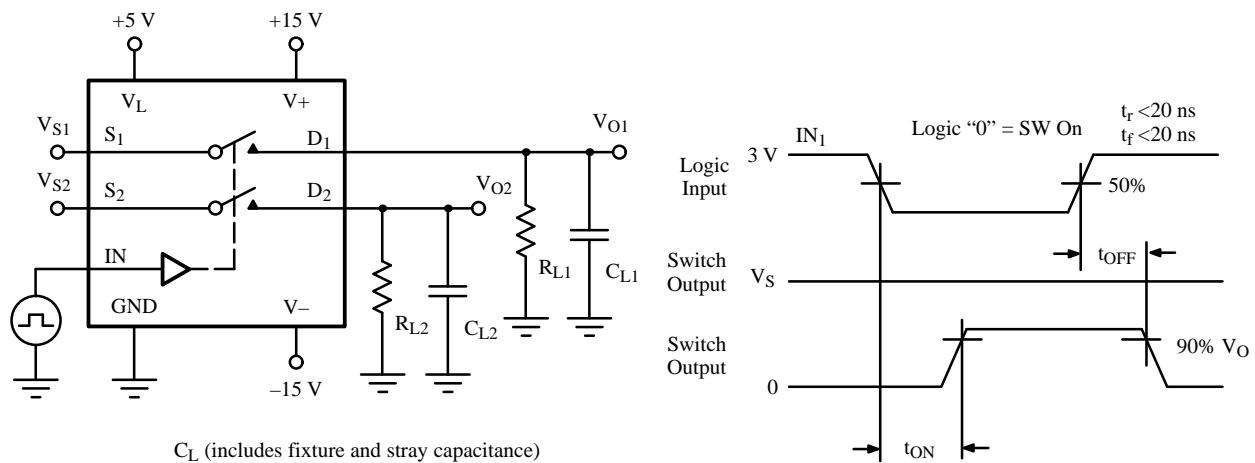 +5 V
+15 V
V_L
V+
V_S1
S_1
D_1
V_O1
V_S2
S_2
D_2
V_O2
IN
GND
V–
R_L1
C_L1
R_L2
C_L2
–15 V
C_L (includes fixture and stray capacitance)
IN_1
Logic “0” = SW On
t_r <20 ns
t_f <20 ns
Logic
Input
3 V
50%
t_OFF
Switch
Output
V_S
Switch
Output
0
90% V_O
t_ON